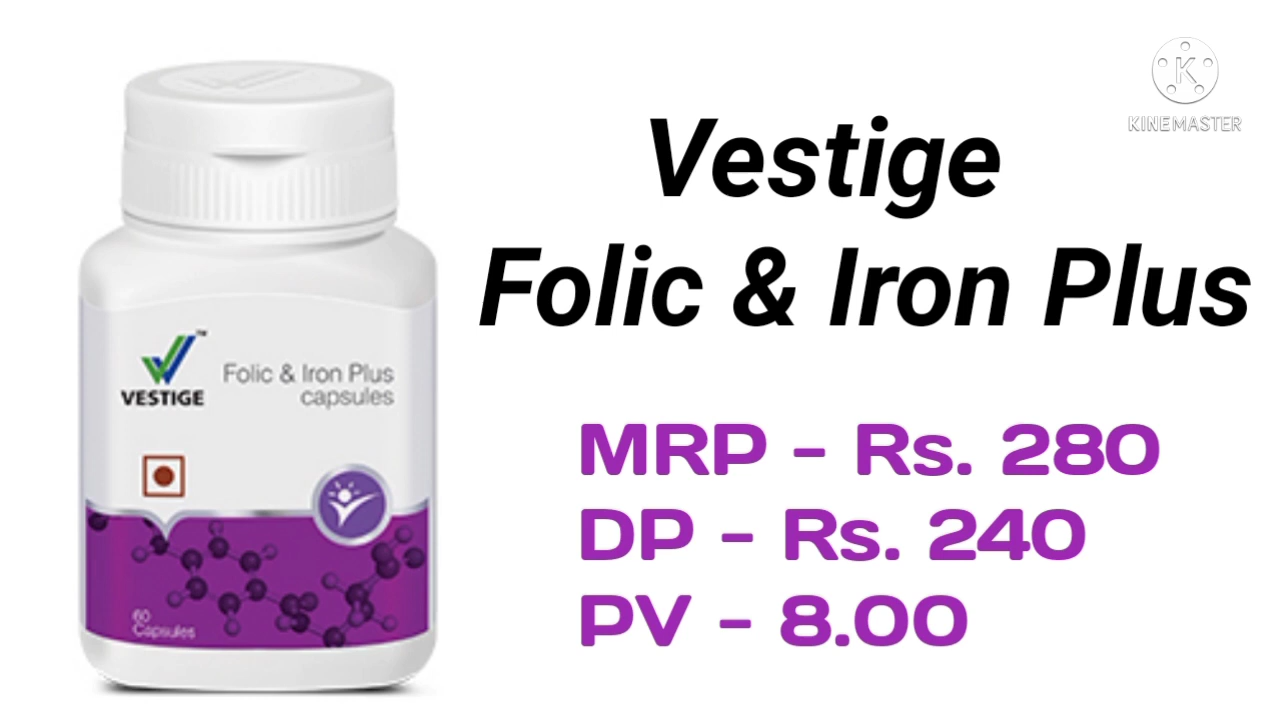 KINEMASTER
Vestige
Folic & Iron Plus
MRP - Rs. 280
DP - Rs. 240
PV - 8.00
VESTIGE
TM
Folic & Iron Plus
capsules
60
Capsules